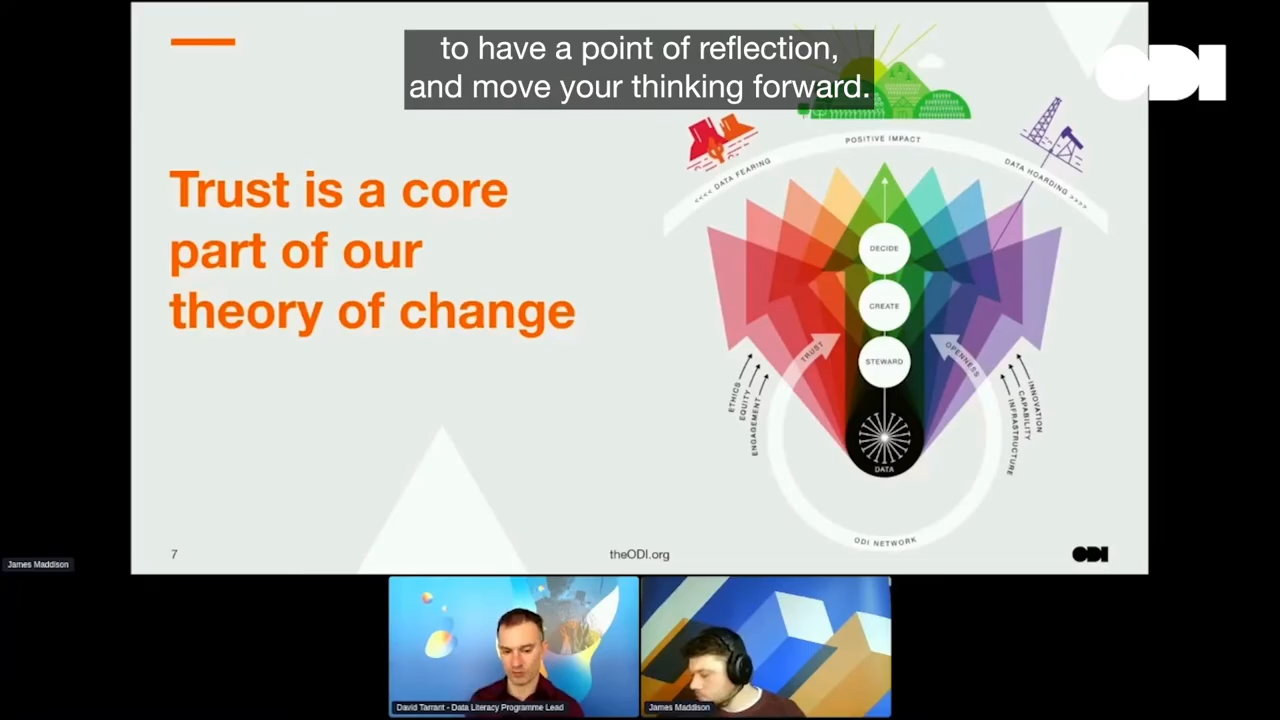 to have a point of reflection,
and move your thinking forward.
ODI
Trust is a core
part of our
theory of change
<<<< DATA FEARING
POSITIVE IMPACT
DATA HOARDING >>>>
DECIDE
CREATE
STEWARD
DATA
TRUST
OPENNESS
ETHICS
EQUITY
ENGAGEMENT
INNOVATION
CAPABILITY
INFRASTRUCTURE
ODI NETWORK
7
theODI.org
ODI
James Maddison
David Tarrant - Data Literacy Programme Lead
James Maddison